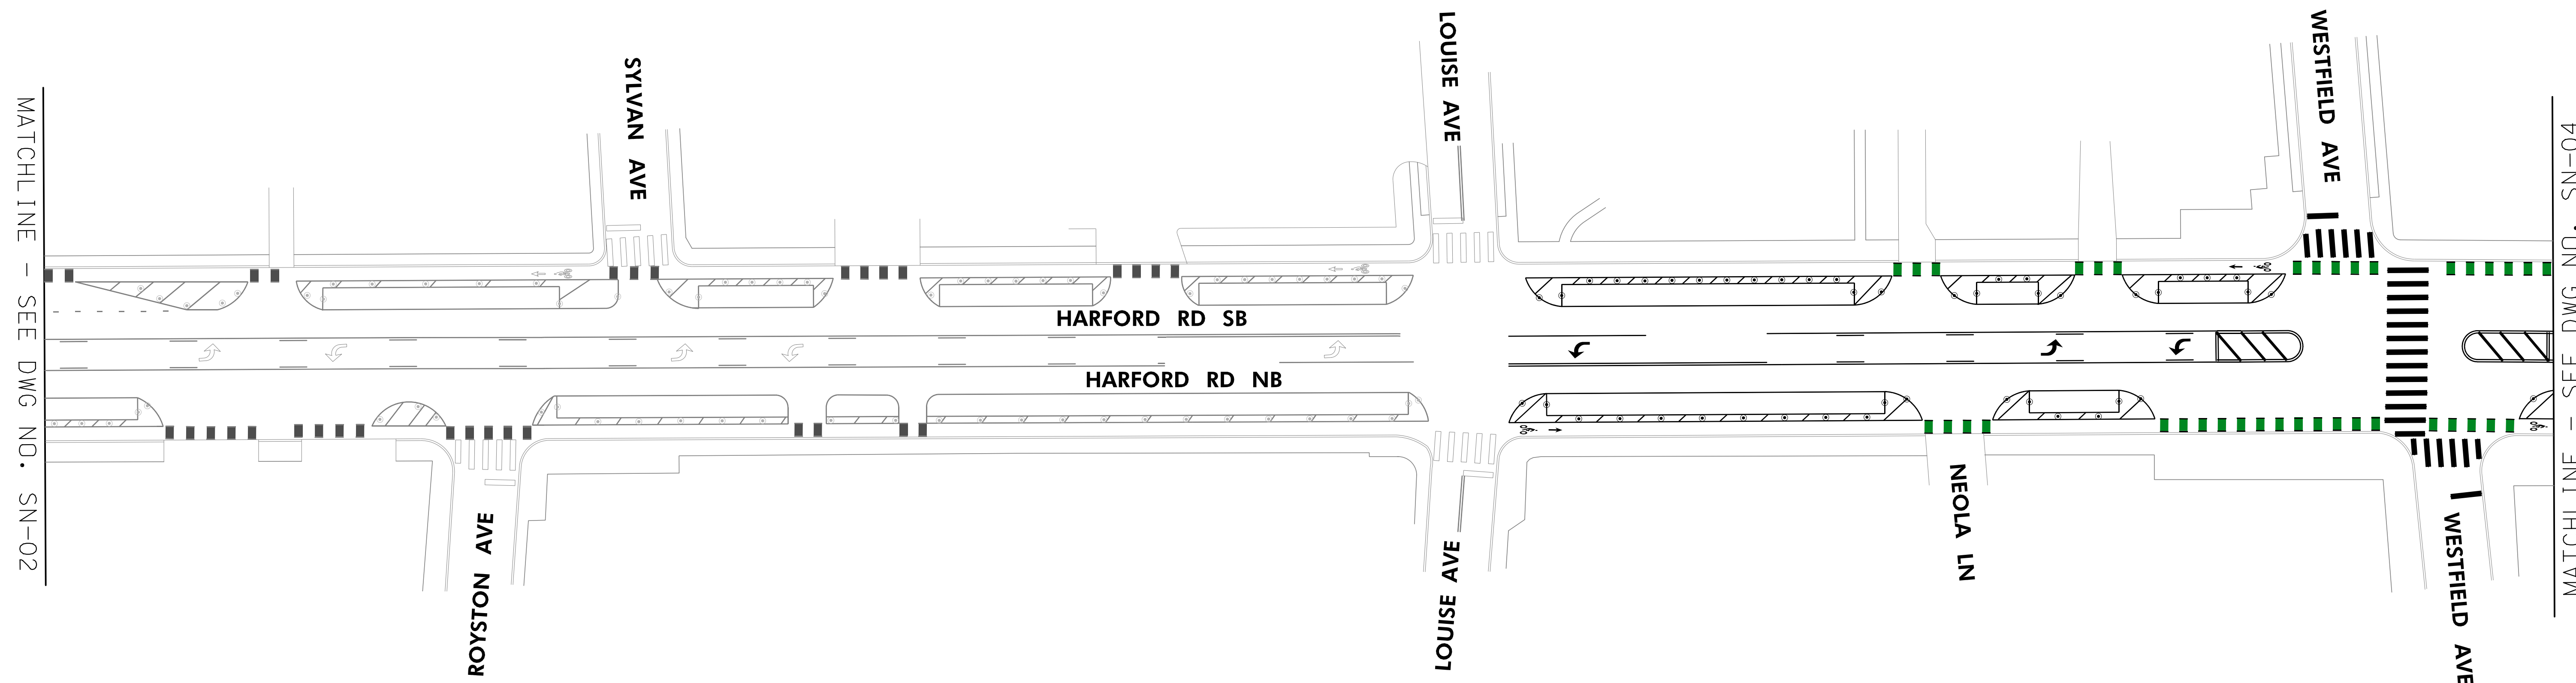 MATCHLINE - SEE DWG NO. SN-02
SYLVAN AVE
LOUISE AVE
WESTFIELD AVE
HARFORD RD SB
HARFORD RD NB
ROYSTON AVE
LOUISE AVE
NEOLA LN
WESTFIELD AVE
MATCHLINE - SEE DWG NO. SN-04